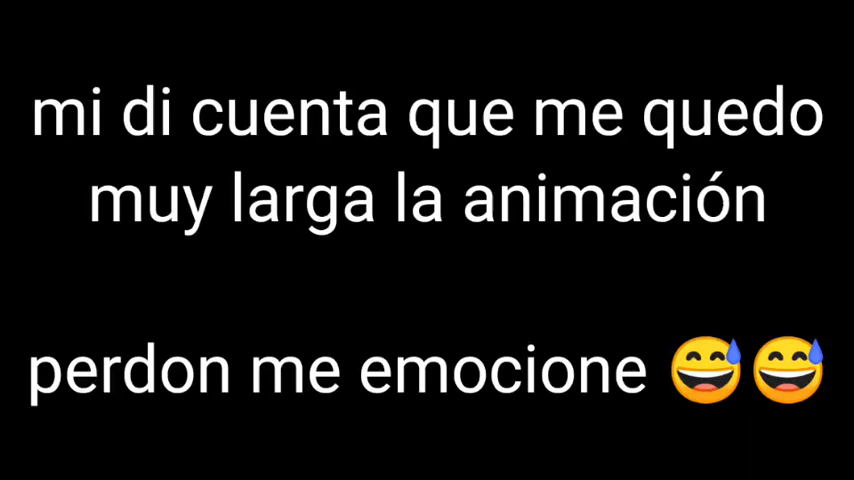 mi di cuenta que me quedo
muy larga la animación
perdon me emocione 😅😅